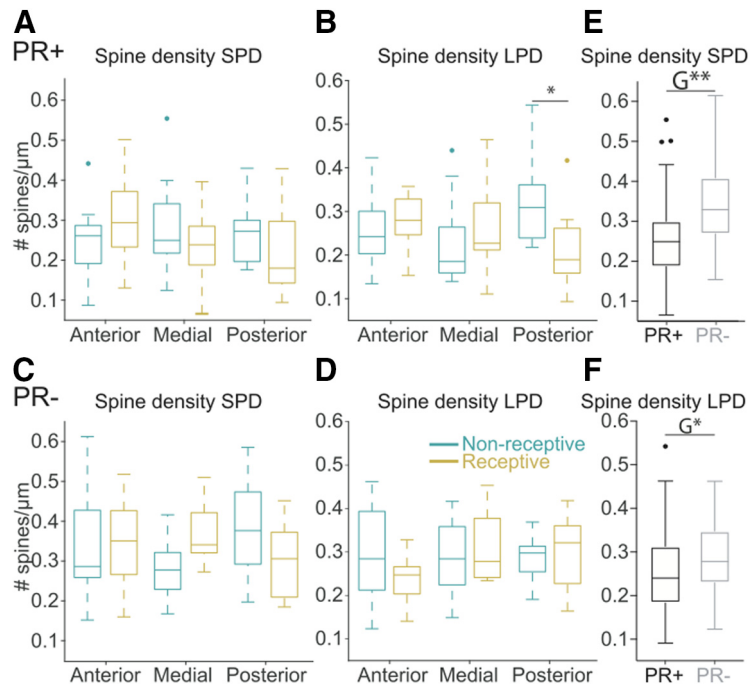 A
PR+
Spine density SPD
# spines/µm
0.6
0.5
0.4
0.3
0.2
0.1
Anterior Medial Posterior
B
Spine density LPD
*
0.6
0.5
0.4
0.3
0.2
0.1
Anterior Medial Posterior
E
Spine density SPD
G**
0.6
0.5
0.4
0.3
0.2
0.1
PR+ PR-
C
PR-
Spine density SPD
# spines/µm
0.6
0.5
0.4
0.3
0.2
0.1
Anterior Medial Posterior
D
Spine density LPD
Non-receptive
Receptive
0.6
0.5
0.4
0.3
0.2
0.1
Anterior Medial Posterior
F
Spine density LPD
G*
0.6
0.5
0.4
0.3
0.2
0.1
PR+ PR-